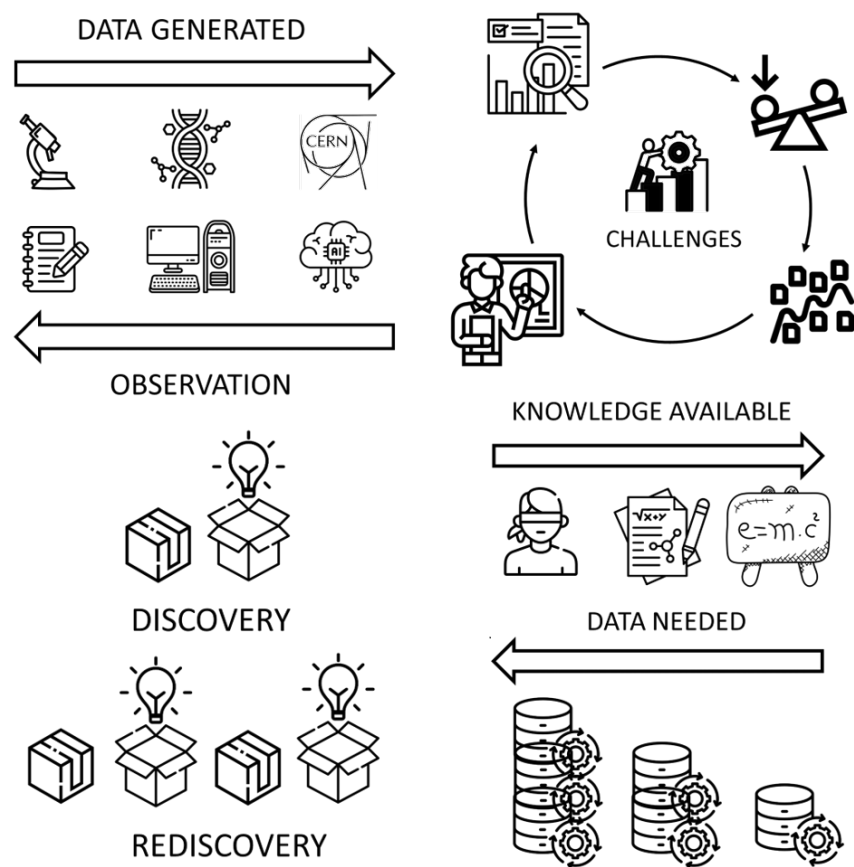 DATA GENERATED
CERN
AI
OBSERVATION
CHALLENGES
DISCOVERY
REDISCOVERY
KNOWLEDGE AVAILABLE
√x+y
e=m.c²
DATA NEEDED